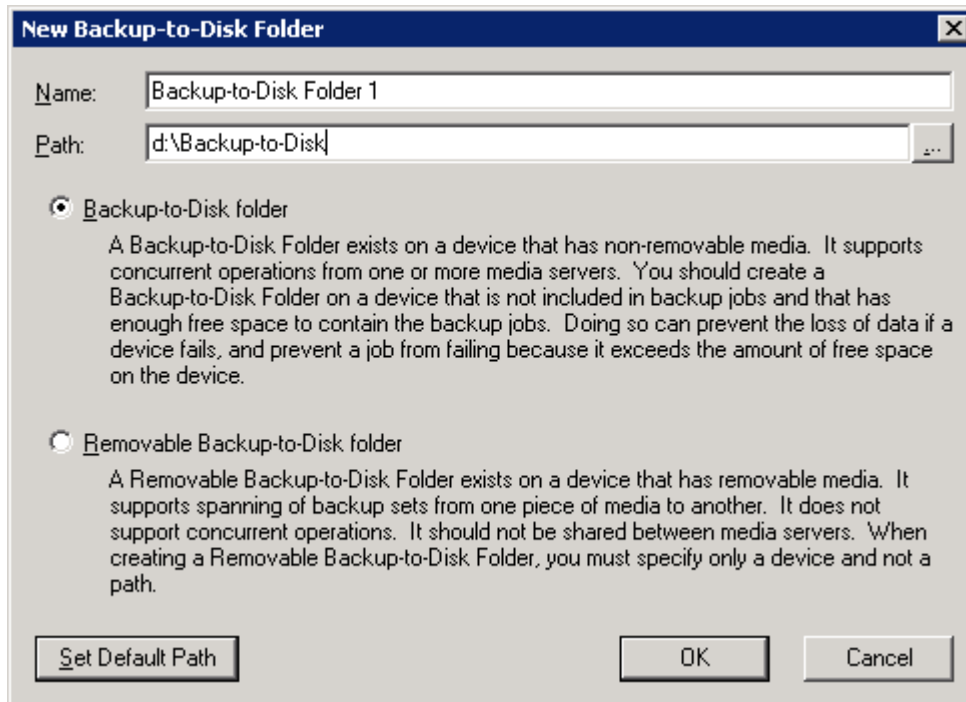 New Backup-to-Disk Folder
Name: Backup-to-Disk Folder 1
Path: d:\Backup-to-Disk ...
Backup-to-Disk folder
A Backup-to-Disk Folder exists on a device that has non-removable media. It supports
concurrent operations from one or more media servers. You should create a
Backup-to-Disk Folder on a device that is not included in backup jobs and that has
enough free space to contain the backup jobs. Doing so can prevent the loss of data if a
device fails, and prevent a job from failing because it exceeds the amount of free space
on the device.
Removable Backup-to-Disk folder
A Removable Backup-to-Disk Folder exists on a device that has removable media. It
supports spanning of backup sets from one piece of media to another. It does not
support concurrent operations. It should not be shared between media servers. When
creating a Removable Backup-to-Disk Folder, you must specify only a device and not a
path.
Set Default Path OK Cancel